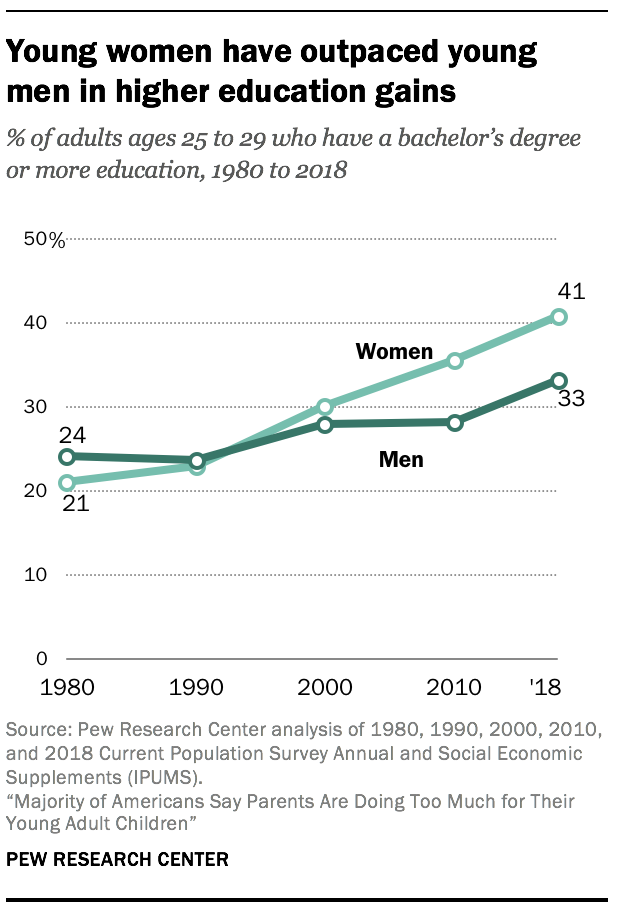 Young women have outpaced young
men in higher education gains
% of adults ages 25 to 29 who have a bachelor’s degree
or more education, 1980 to 2018
50%
41
40
Women
33
30
24
Men
20
21
10
0
1980 1990 2000 2010 '18
Source: Pew Research Center analysis of 1980, 1990, 2000, 2010,
and 2018 Current Population Survey Annual and Social Economic
Supplements (IPUMS).
“Majority of Americans Say Parents Are Doing Too Much for Their
Young Adult Children”
PEW RESEARCH CENTER